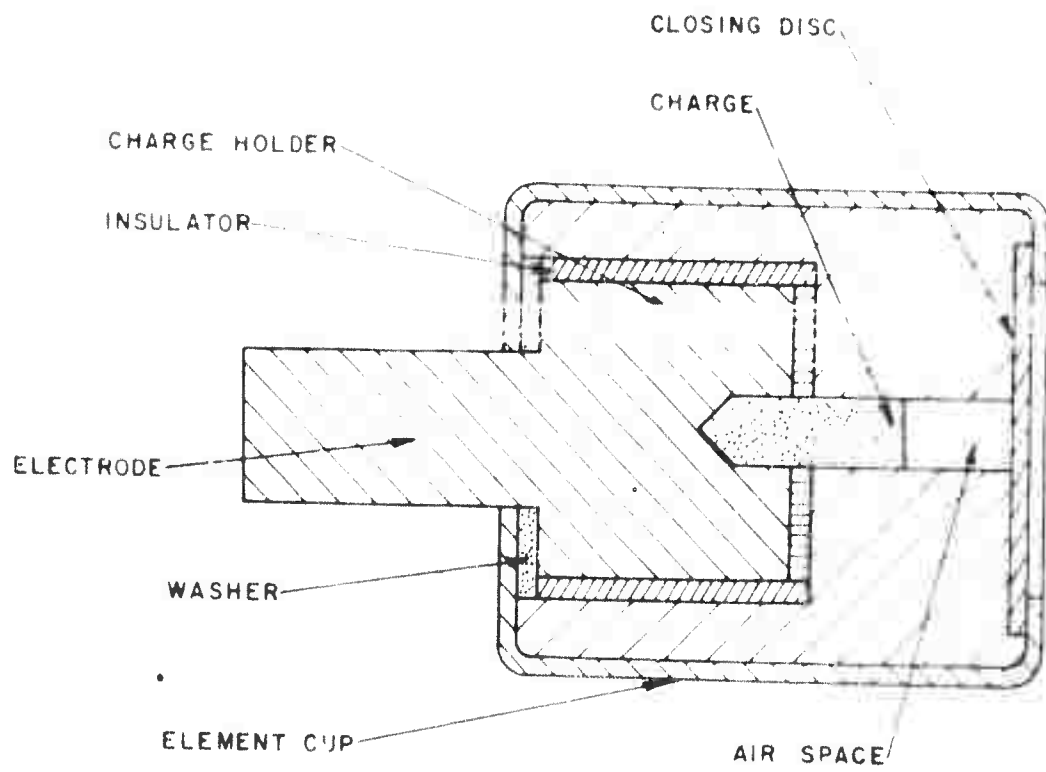 CLOSING DISC
CHARGE
CHARGE HOLDER
INSULATOR
ELECTRODE
WASHER
ELEMENT CUP
AIR SPACE